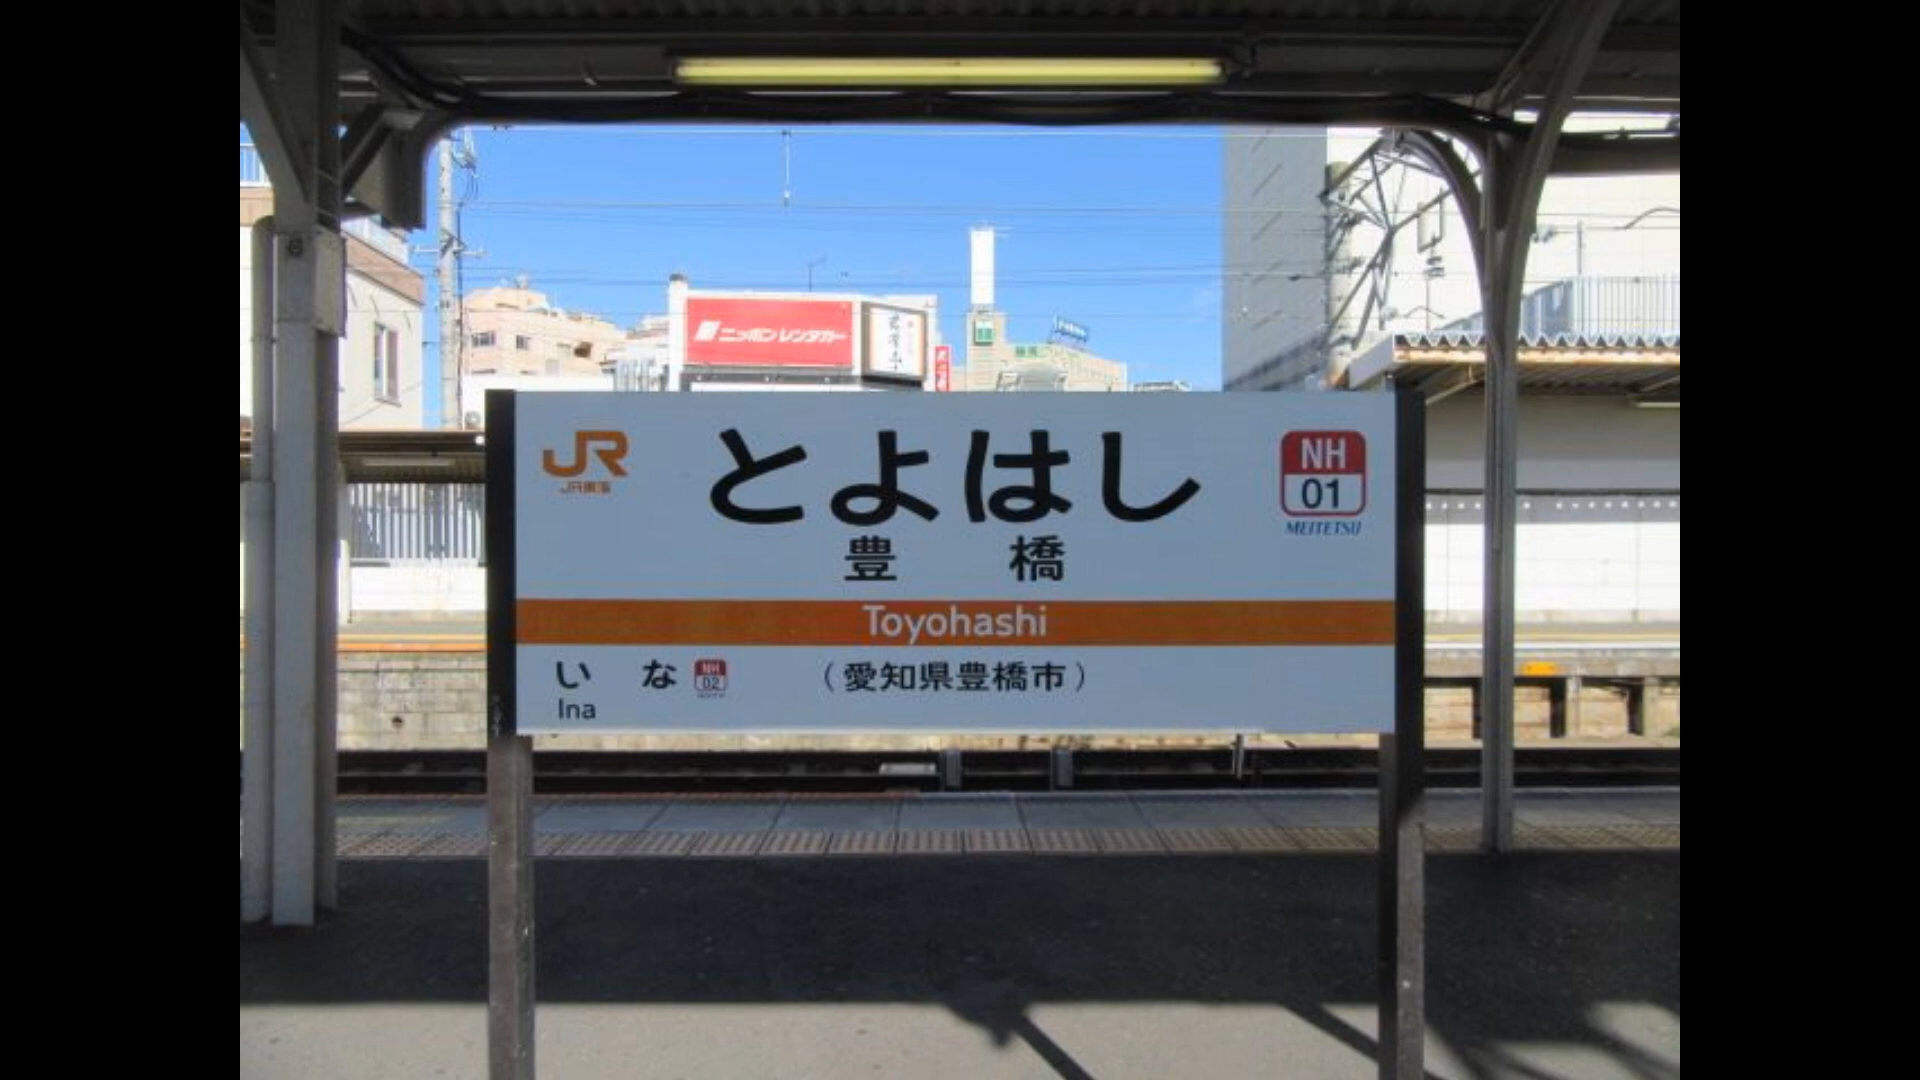 ニッポンレンタカー
JR
JR東海
とよはし
NH
01
MEITETSU
豊橋
Toyohashi
いな
NH
02
(愛知県豊橋市)
Ina